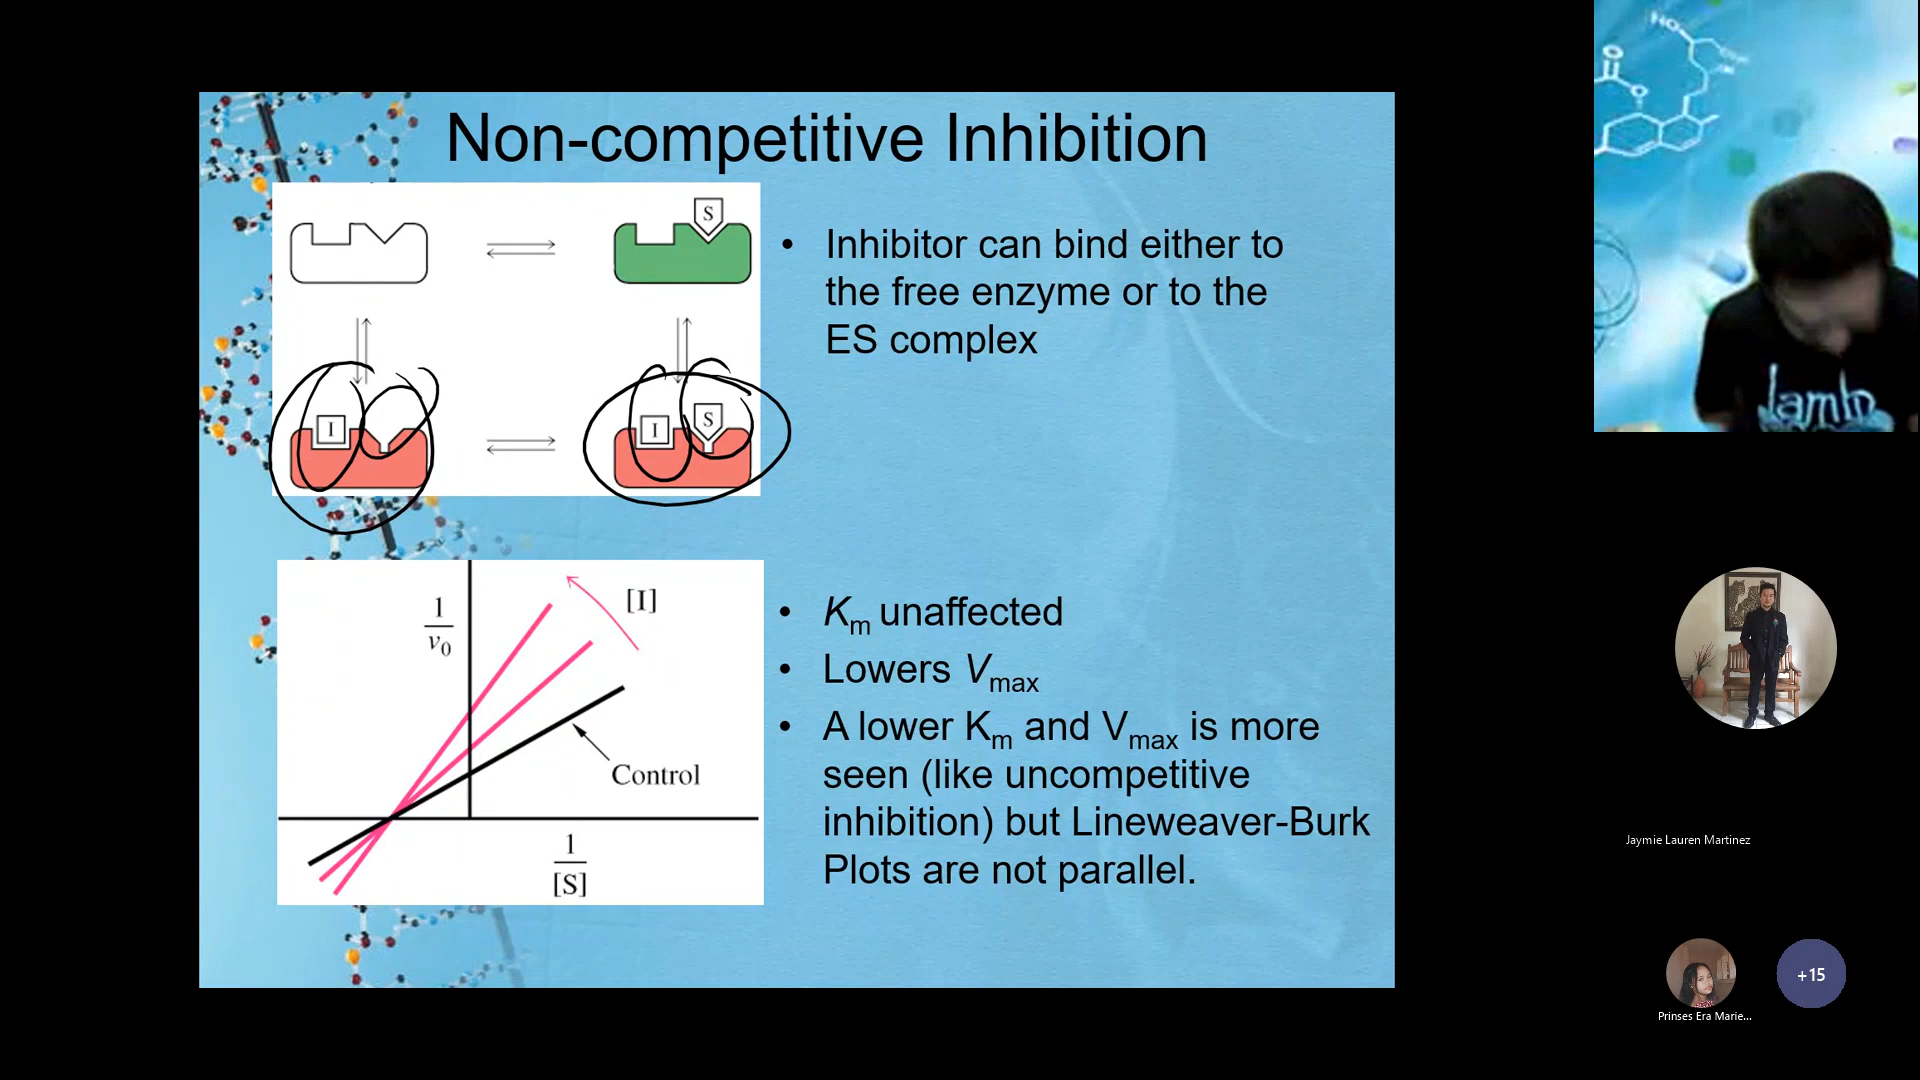 Non-competitive Inhibition
S
• Inhibitor can bind either to
the free enzyme or to the
ES complex
I
I
S
1
v0
[I]
Control
1
[S]
• Km unaffected
• Lowers Vmax
• A lower Km and Vmax is more
seen (like uncompetitive
inhibition) but Lineweaver-Burk
Plots are not parallel.
HO
O
O
lamb
Jaymie Lauren Martinez
Prinses Era Marie...
+15